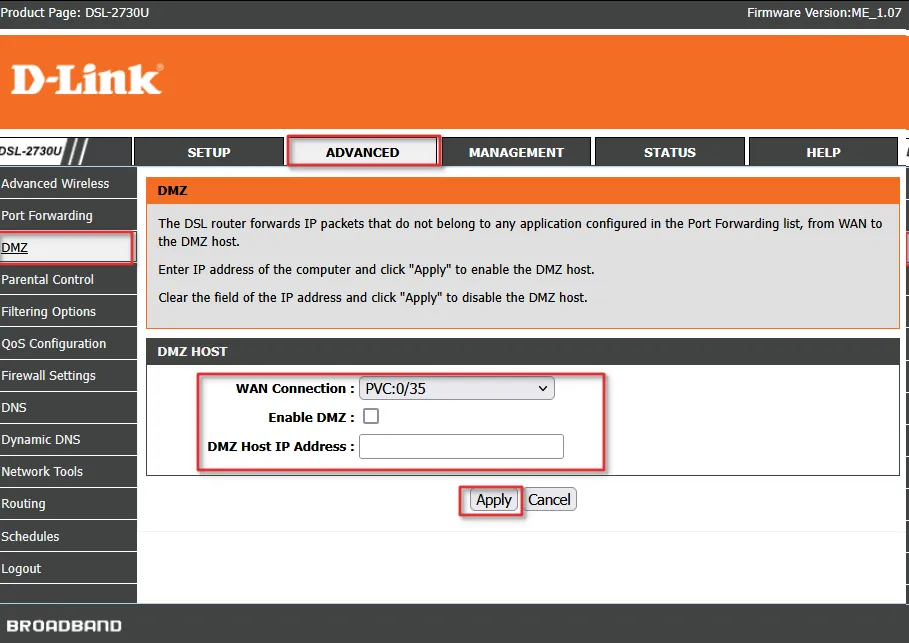 Product Page: DSL-2730U
Firmware Version:ME_1.07
D-Link®
DSL-2730U
SETUP
ADVANCED
MANAGEMENT
STATUS
HELP
Advanced Wireless
Port Forwarding
DMZ
Parental Control
Filtering Options
QoS Configuration
Firewall Settings
DNS
Dynamic DNS
Network Tools
Routing
Schedules
Logout
DMZ
The DSL router forwards IP packets that do not belong to any application configured in the Port Forwarding list, from WAN to
the DMZ host.
Enter IP address of the computer and click "Apply" to enable the DMZ host.
Clear the field of the IP address and click "Apply" to disable the DMZ host.
DMZ HOST
WAN Connection : PVC:0/35
Enable DMZ :
DMZ Host IP Address :
Apply Cancel
BROADBAND